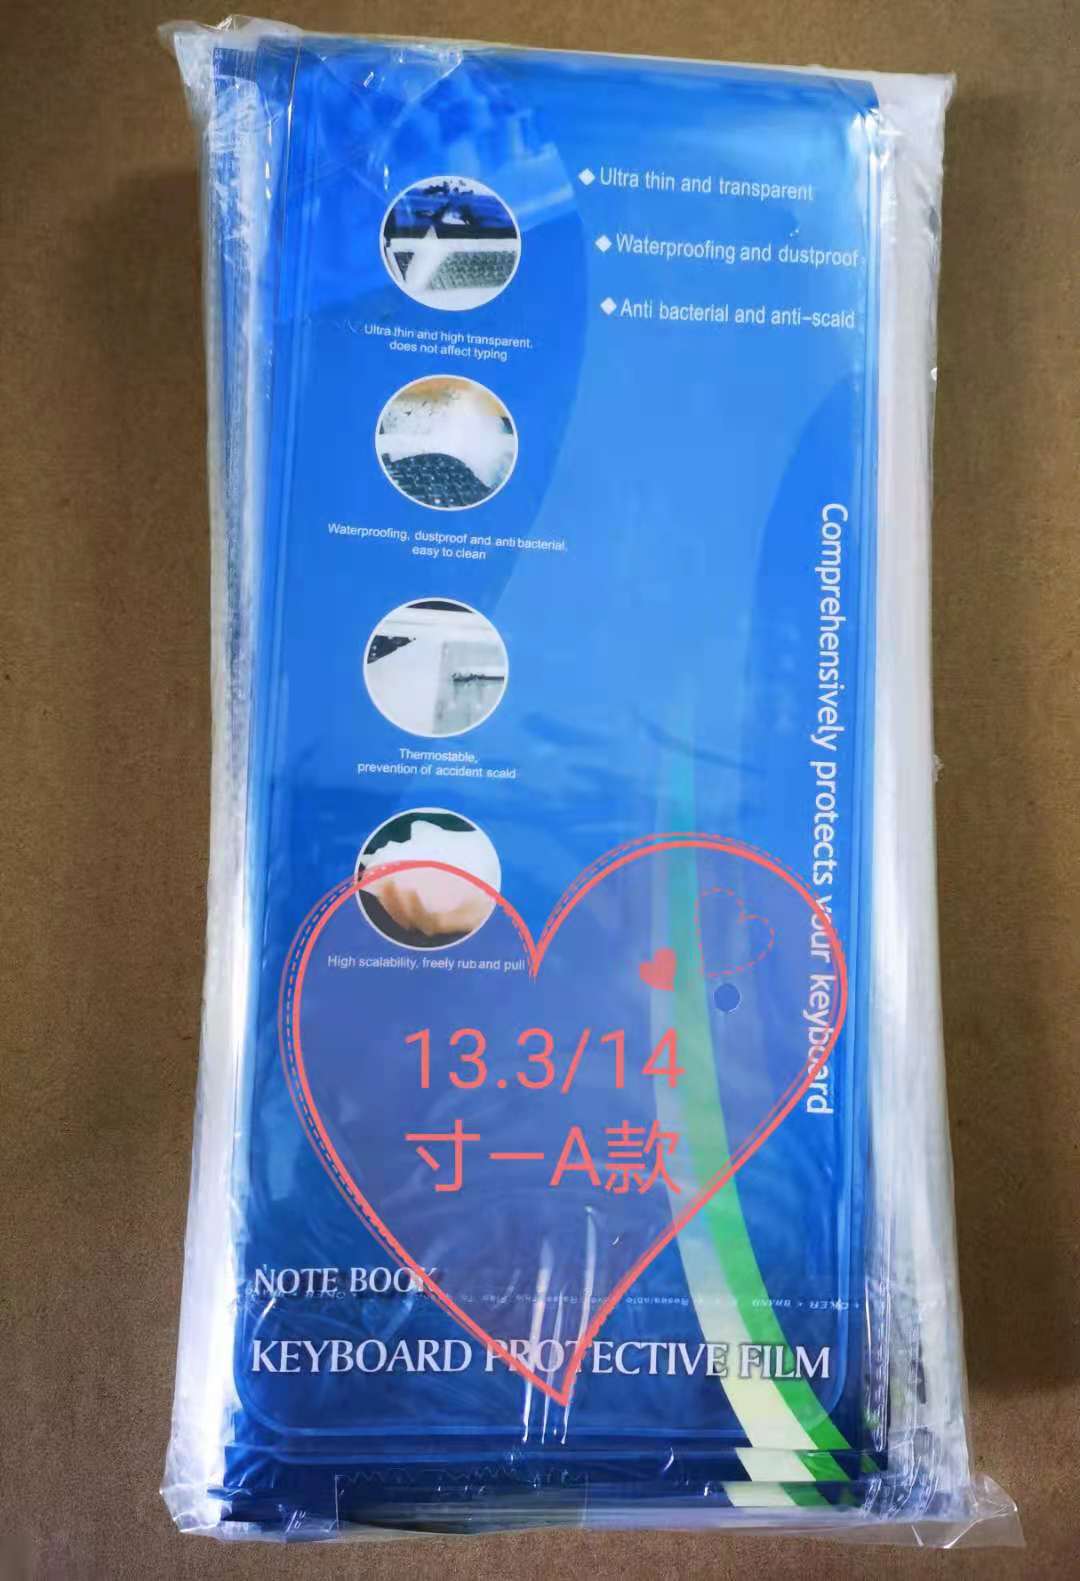 ◆Ultra thin and transparent
◆Waterproofing and dustproof
◆Anti bacterial and anti-scald
Ultra thin and high transparent,
does not affect typing
Waterproofing, dustproof and anti bacterial,
easy to clean
Thermostable,
prevention of accident scald
High scalability, freely rub and pull
Comprehensively protects your keyboard
13.3/14
寸-A款
NOTE BOOK
KEYBOARD PROTECTIVE FILM